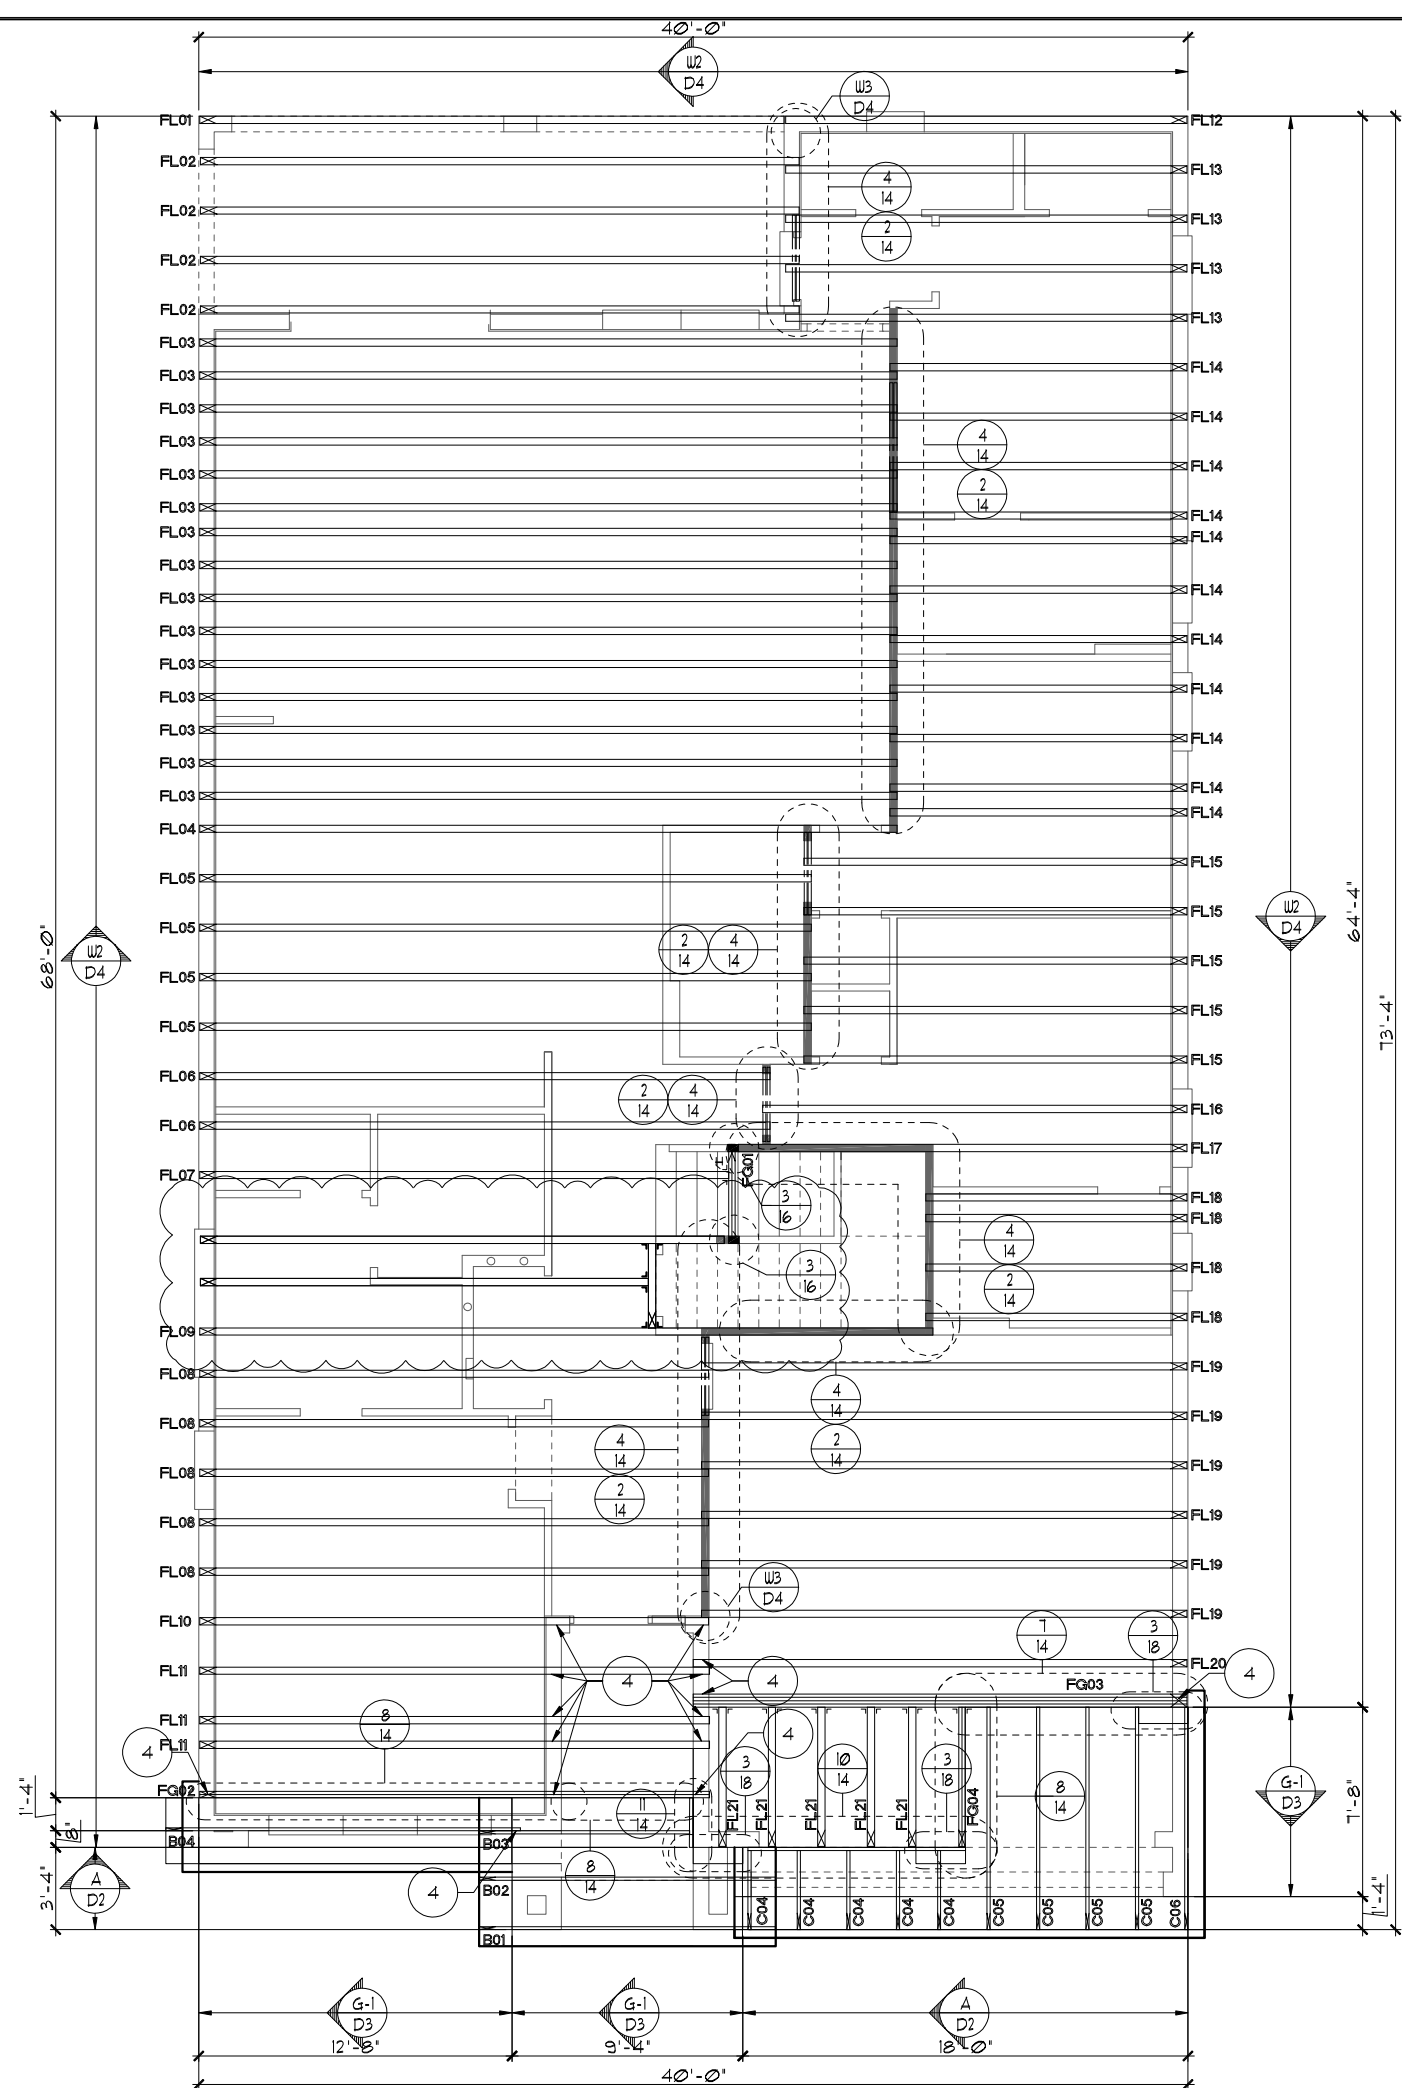 40'-0"
W2
D4
W3
D4
FL01
FL12
FL02
FL13
4
14
FL02
FL13
2
14
FL02
FL13
FL02
FL13
FL03
FL03
FL14
FL03
FL14
FL03
4
14
FL03
FL14
2
14
FL03
FL14
FL03
FL14
FL03
FL14
FL03
FL03
FL14
FL03
FL14
FL03
FL03
FL14
FL03
FL14
FL03
FL14
FL04
FL15
FL05
W2
D4
FL15
FL05
2
14
4
14
W2
D4
68'-0"
64'-4"
FL15
FL05
FL15
73'-4"
FL05
FL15
FL06
2
14
4
14
FL16
FL06
FL17
FG01
FL07
3
16
FL18
FL18
4
14
3
16
FL18
2
14
FL18
FL09
FL19
FL08
4
14
FL19
FL08
2
14
4
14
FL19
FL08
2
14
FL19
FL08
FL19
FL08
W3
D4
FL19
FL10
7
14
3
18
FL20
FL11
4
4
4
FG03
FL11
8
14
4
FL11
4
3
18
10
14
3
18
FG02
11
14
FL21
FL21
FL21
FL21
FL21
FG04
8
14
G-1
D3
1'-4"
8"
7'-8"
B04
B03
3'-4"
A
D2
4
B02
8
14
C04
C04
C04
C04
C04
C05
C05
C05
C05
C06
1'-4"
B01
G-1
D3
G-1
D3
A
D2
12'-8"
9'-4"
18'-0"
40'-0"